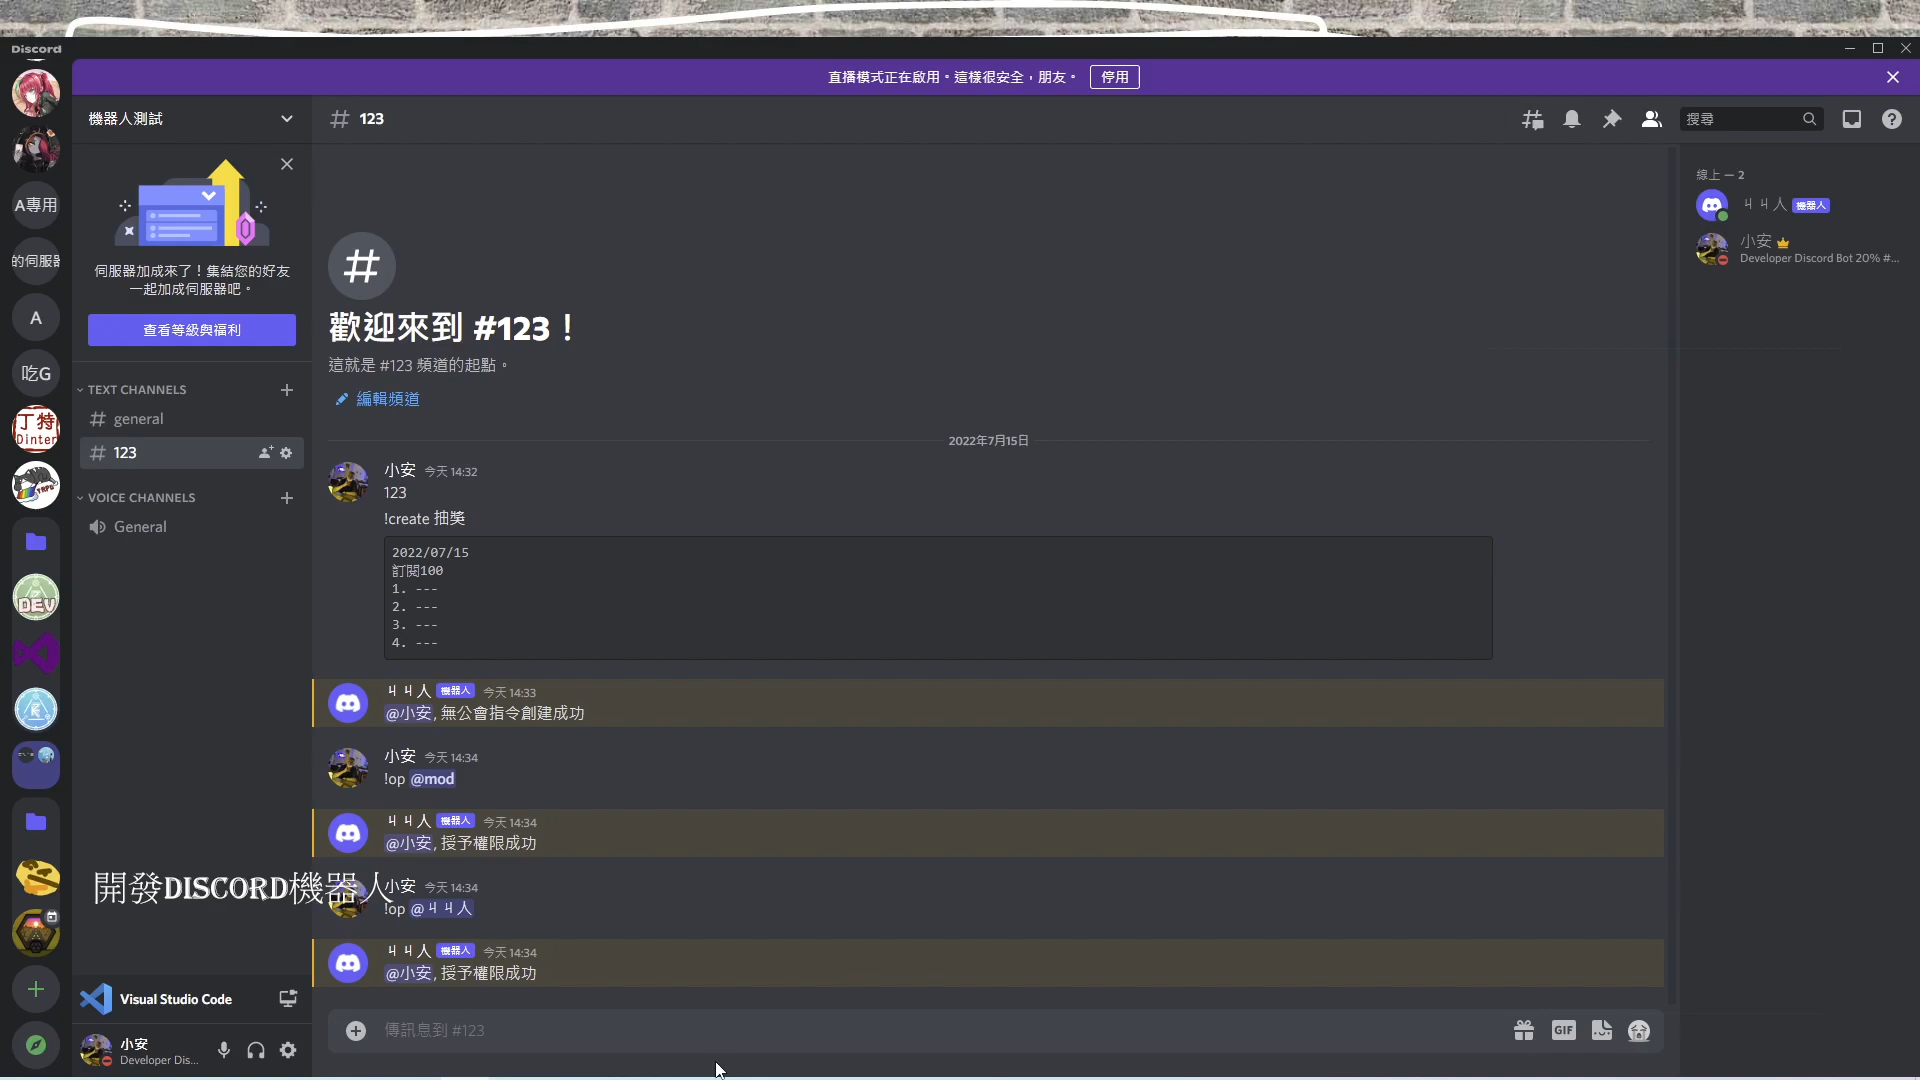 Discord
直播模式正在啟用。這樣很安全，朋友。
停用
機器人測試
# 123
搜尋
A專用
的伺服器
A
吃G
丁特
Dinter
TRPG
DEV
伺服器加成來了！集結您的好友
一起加成伺服器吧。
查看等級與福利
TEXT CHANNELS
general
123
VOICE CHANNELS
General
歡迎來到 #123！
這就是 #123 頻道的起點。
編輯頻道
2022年7月15日
小安 今天 14:32
123
!create 抽獎
2022/07/15
訂閱100
1. ---
2. ---
3. ---
4. ---
ㄐㄐ人 機器人 今天 14:33
@小安, 無公會指令創建成功
小安 今天 14:34
!op @mod
ㄐㄐ人 機器人 今天 14:34
@小安, 授予權限成功
小安 今天 14:34
!op @ㄐㄐ人
ㄐㄐ人 機器人 今天 14:34
@小安, 授予權限成功
開發DISCORD機器人
傳訊息到 #123
GIF
線上 — 2
ㄐㄐ人 機器人
小安
Developer Discord Bot 20% #...
Visual Studio Code
小安
Developer Dis...